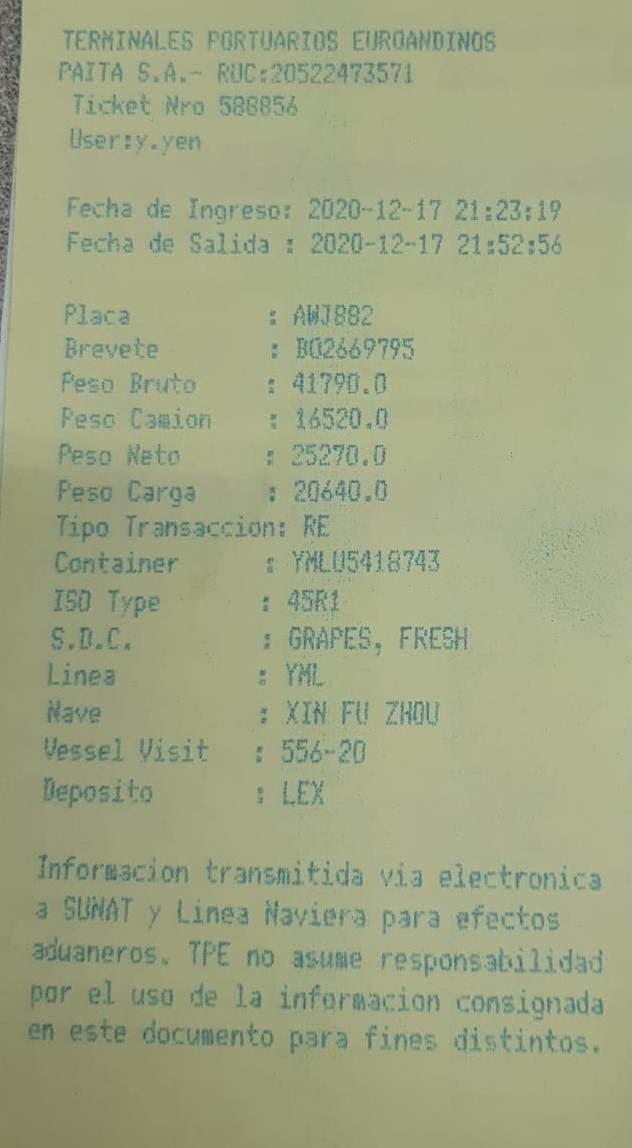 TERMINALES PORTUARIOS EUROANDINOS
PAITA S.A.- RUC:20522473571
Ticket Nro 588856
User:y.yen
Fecha de Ingreso: 2020-12-17 21:23:19
Fecha de Salida : 2020-12-17 21:52:56
Placa : AWJ882
Brevete : B02669795
Peso Bruto : 41790.0
Peso Camion : 16520.0
Peso Neto : 25270.0
Peso Carga : 20640.0
Tipo Transaccion: RE
Container : YMLU5418743
ISO Type : 45R1
S.D.C. : GRAPES, FRESH
Linea : YML
Nave : XIN FU ZHOU
Vessel Visit : 556-20
Deposito : LEX
Informacion transmitida via electronica
a SUNAT y Linea Naviera para efectos
aduaneros. TPE no asume responsabilidad
por el uso de la informacion consignada
en este documento para fines distintos.